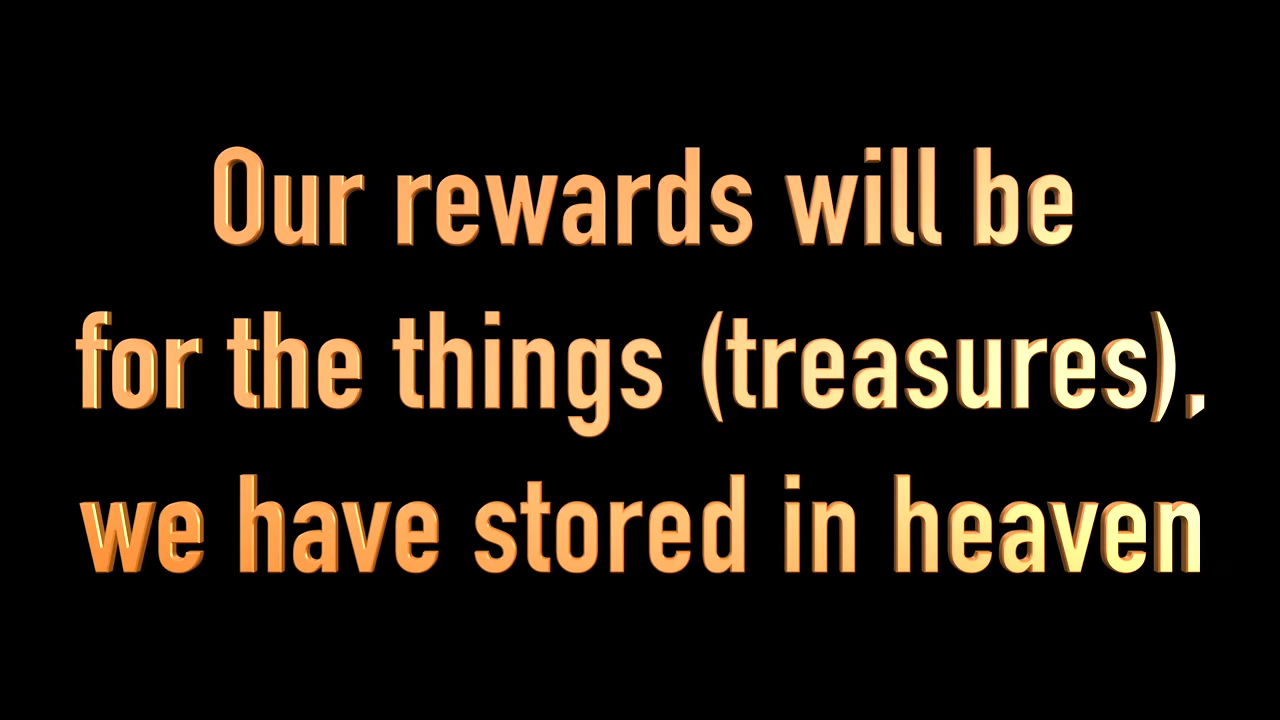 Our rewards will be
for the things (treasures),
we have stored in heaven